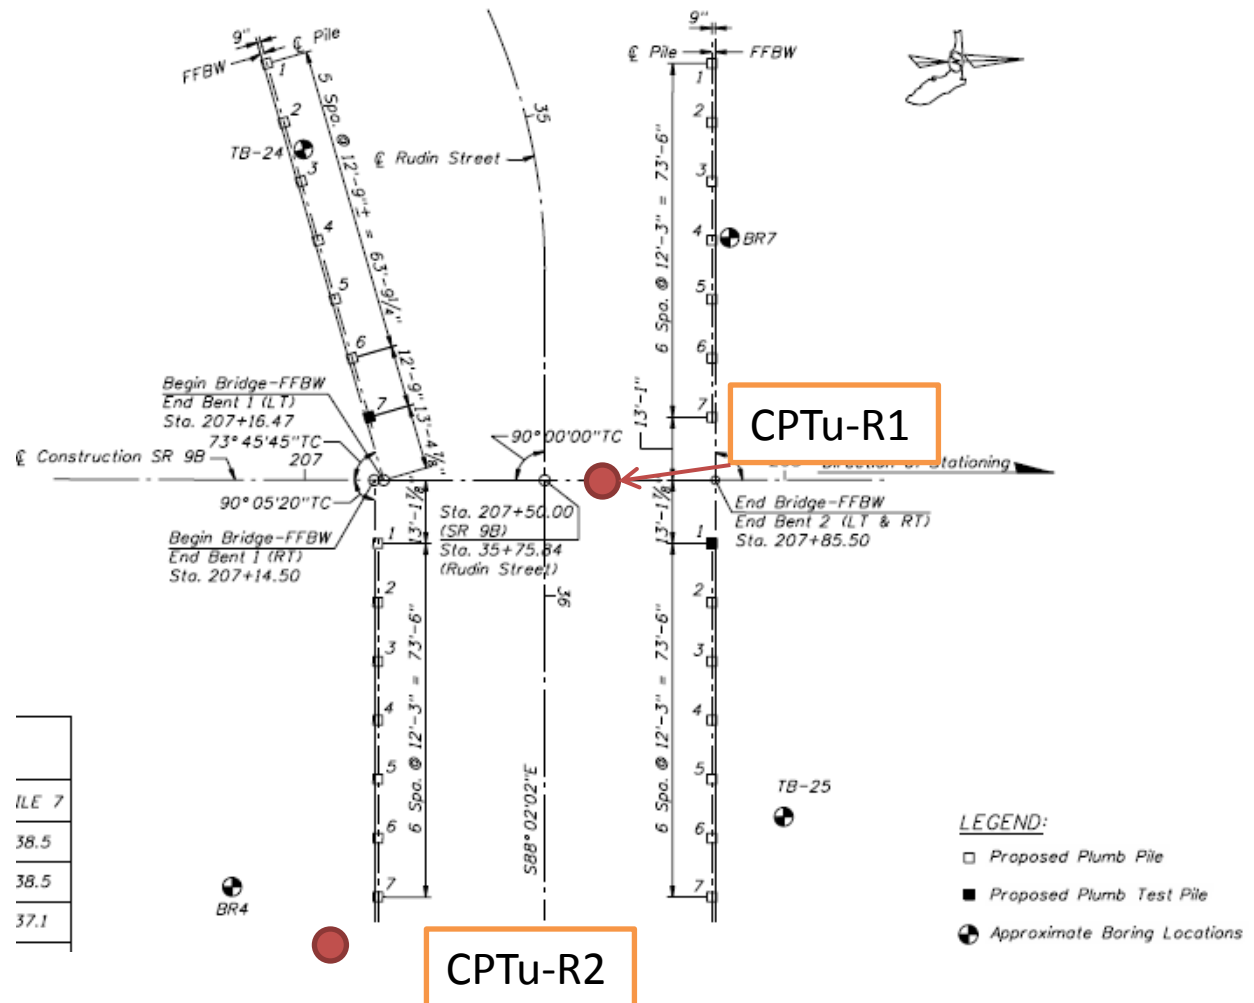 9"
℄ Pile
FFBW
1
2
TB-24
3
4
5
6
7
5 Spa. @ 12'-9"± = 63'-9¼"
12'-9"
13'-4⅞"
35
℄ Rudin Street
9"
℄ Pile
FFBW
1
2
3
4
BR7
5
6
7
6 Spa. @ 12'-3" = 73'-6"
13'-1"
CPTu-R1
Begin Bridge-FFBW
End Bent 1 (LT)
Sta. 207+16.47
73°45'45"TC
207
℄ Construction SR 9B
90°00'00"TC
Direction of Stationing
90°05'20"TC
Begin Bridge-FFBW
End Bent 1 (RT)
Sta. 207+14.50
13'-1⅞"
Sta. 207+50.00
(SR 9B)
Sta. 35+75.84
(Rudin Street)
13'-1⅞"
End Bridge-FFBW
End Bent 2 (LT & RT)
Sta. 207+85.50
36
1
2
3
4
5
6
7
6 Spa. @ 12'-3" = 73'-6"
S88°02'02"E
6 Spa. @ 12'-3" = 73'-6"
1
2
3
4
5
6
7
TB-25
ILE 7
38.5
38.5
37.1
BR4
CPTu-R2
LEGEND:
Proposed Plumb Pile
Proposed Plumb Test Pile
Approximate Boring Locations